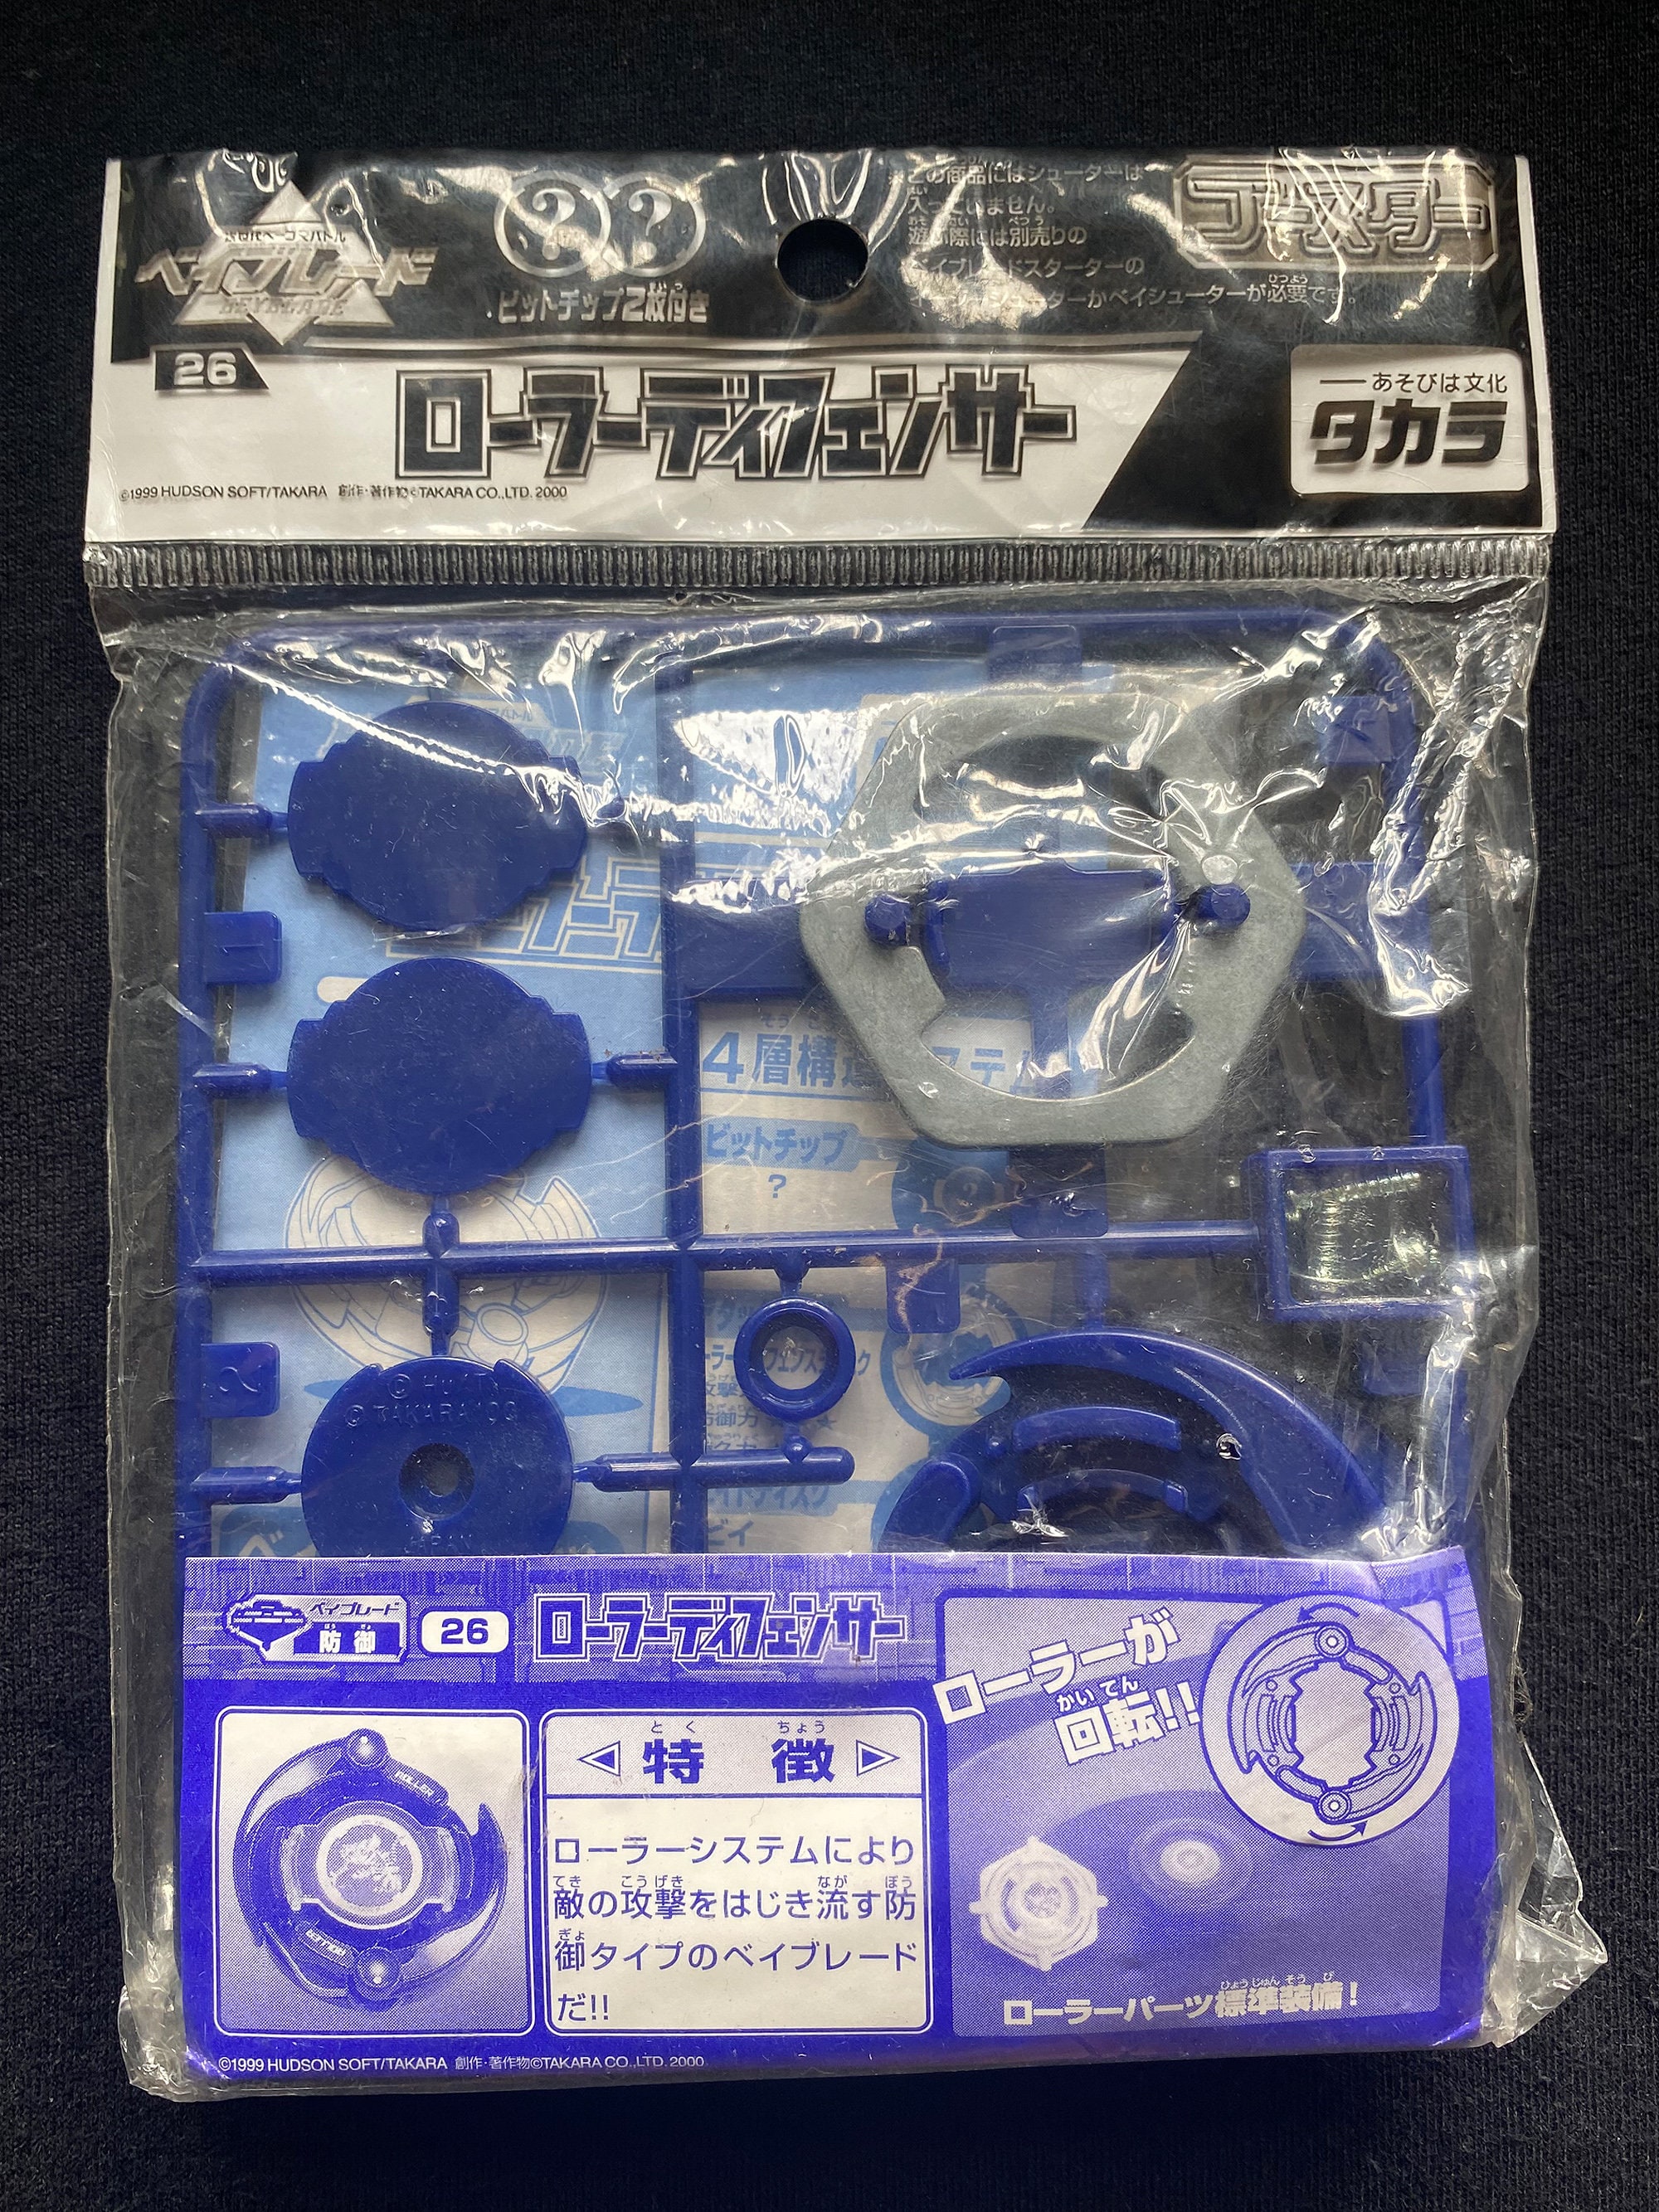 ベイブレード
BEYBLADE
??
ビットチップ2枚付き
この商品にはシューターは
入っていません。
遊ぶ際には別売りの
ベイブレードスターターの
シューターかベイシューターが必要です。
ブースター
26
ローラーディフェンサー
あそびは文化
タカラ
©1999 HUDSON SOFT/TAKARA 創作・著作物©TAKARA CO.,LTD. 2000
4層構造
ビットチップ
?
1
2
©TAKARA
ベイブレード
防御
26
ローラーディフェンサー
ローラーが
回転!!
特徴
ROLLER
ROLLER
ローラーシステムにより
敵の攻撃をはじき流す防
御タイプのベイブレード
だ!!
ローラーパーツ標準装備!
©1999 HUDSON SOFT/TAKARA 創作・著作物©TAKARA CO.,LTD. 2000